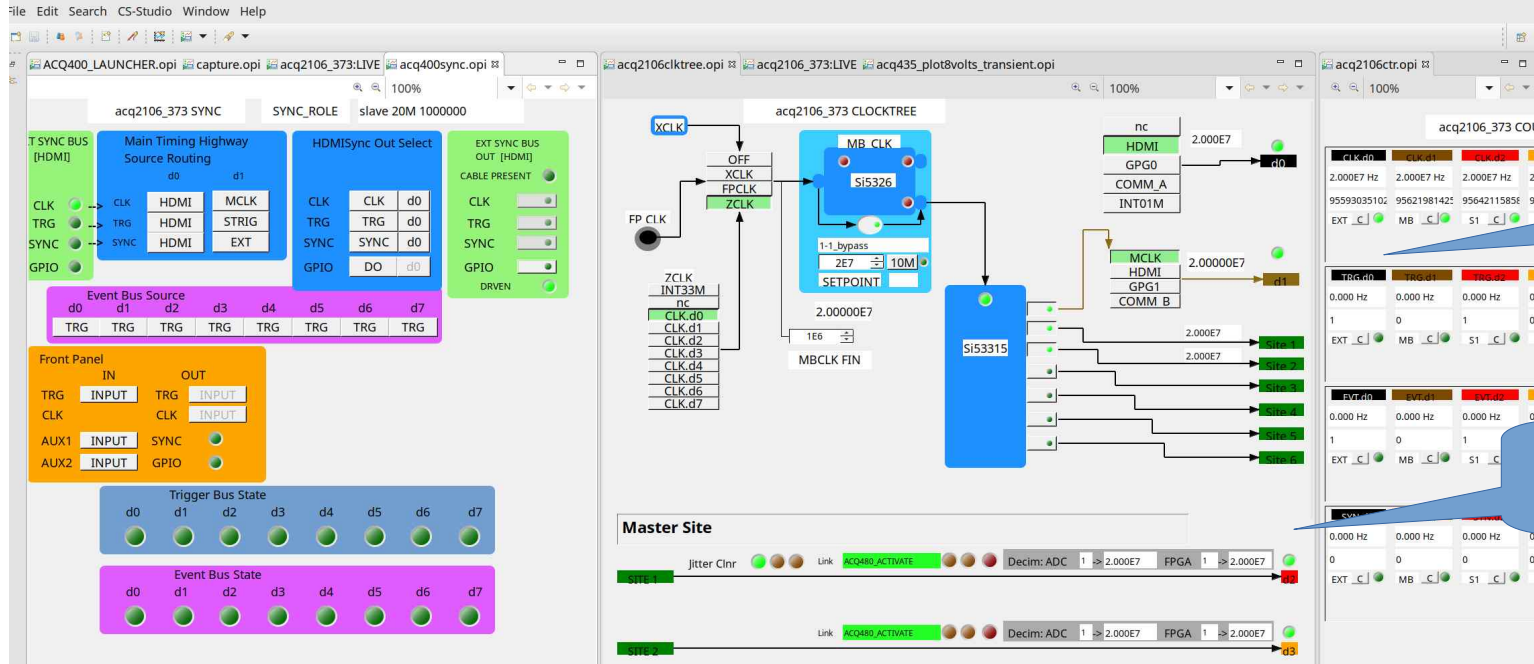 File Edit Search CS-Studio Window Help
ACQ400_LAUNCHER.opi capture.opi acq2106_373:LIVE acq400sync.opi
100%
acq2106_373 SYNC SYNC_ROLE slave 20M 1000000
T SYNC BUS
[HDMI]
CLK
TRG
SYNC
GPIO
Main Timing Highway
Source Routing
d0 d1
CLK HDMI MCLK
TRG HDMI STRIG
SYNC HDMI EXT
HDMISync Out Select
CLK CLK d0
TRG TRG d0
SYNC SYNC d0
GPIO DO d0
EXT SYNC BUS
OUT [HDMI]
CABLE PRESENT
CLK
TRG
SYNC
GPIO
DRVEN
Event Bus Source
d0 d1 d2 d3 d4 d5 d6 d7
TRG TRG TRG TRG TRG TRG TRG TRG
Front Panel
IN OUT
TRG INPUT TRG INPUT
CLK CLK INPUT
AUX1 INPUT SYNC
AUX2 INPUT GPIO
Trigger Bus State
d0 d1 d2 d3 d4 d5 d6 d7
Event Bus State
d0 d1 d2 d3 d4 d5 d6 d7
acq2106clktree.opi acq2106_373:LIVE acq435_plot8volts_transient.opi
100%
acq2106_373 CLOCKTREE
XCLK
OFF
XCLK
FPCLK
ZCLK
FP CLK
MB CLK
Si5326
1-1_bypass
2E7 10M
SETPOINT
2.00000E7
1E6
MBCLK FIN
ZCLK
INT33M
nc
CLK.d0
CLK.d1
CLK.d2
CLK.d3
CLK.d4
CLK.d5
CLK.d6
CLK.d7
nc
HDMI 2.000E7
GPG0 d0
COMM_A
INT01M
MCLK 2.00000E7
HDMI
GPG1 d1
COMM B
Si53315
2.000E7
Site 1
2.000E7
Site 2
Site 3
Site 4
Site 5
Site 6
Master Site
Jitter Clnr Link ACQ480_ACTIVATE Decim: ADC 1 -> 2.000E7 FPGA 1 -> 2.000E7
SITE 1 d2
Link ACQ480_ACTIVATE Decim: ADC 1 -> 2.000E7 FPGA 1 -> 2.000E7
SITE 2 d3
acq2106ctr.opi
100%
acq2106_373 COU
CLK.d0 CLK.d1 CLK.d2
2.000E7 Hz 2.000E7 Hz 2.000E7 Hz
95593035102 95621981425 95642115858
EXT C MB C S1 C
TRG.d0 TRG.d1 TRG.d2
0.000 Hz 0.000 Hz 0.000 Hz
1 0 1
EXT C MB C S1 C
EVT.d0 EVT.d1 EVT.d2
0.000 Hz 0.000 Hz 0.000 Hz
1 0 1
EXT C MB C S1 C
0.000 Hz 0.000 Hz 0.000 Hz
0 0 0
EXT C MB C S1 C